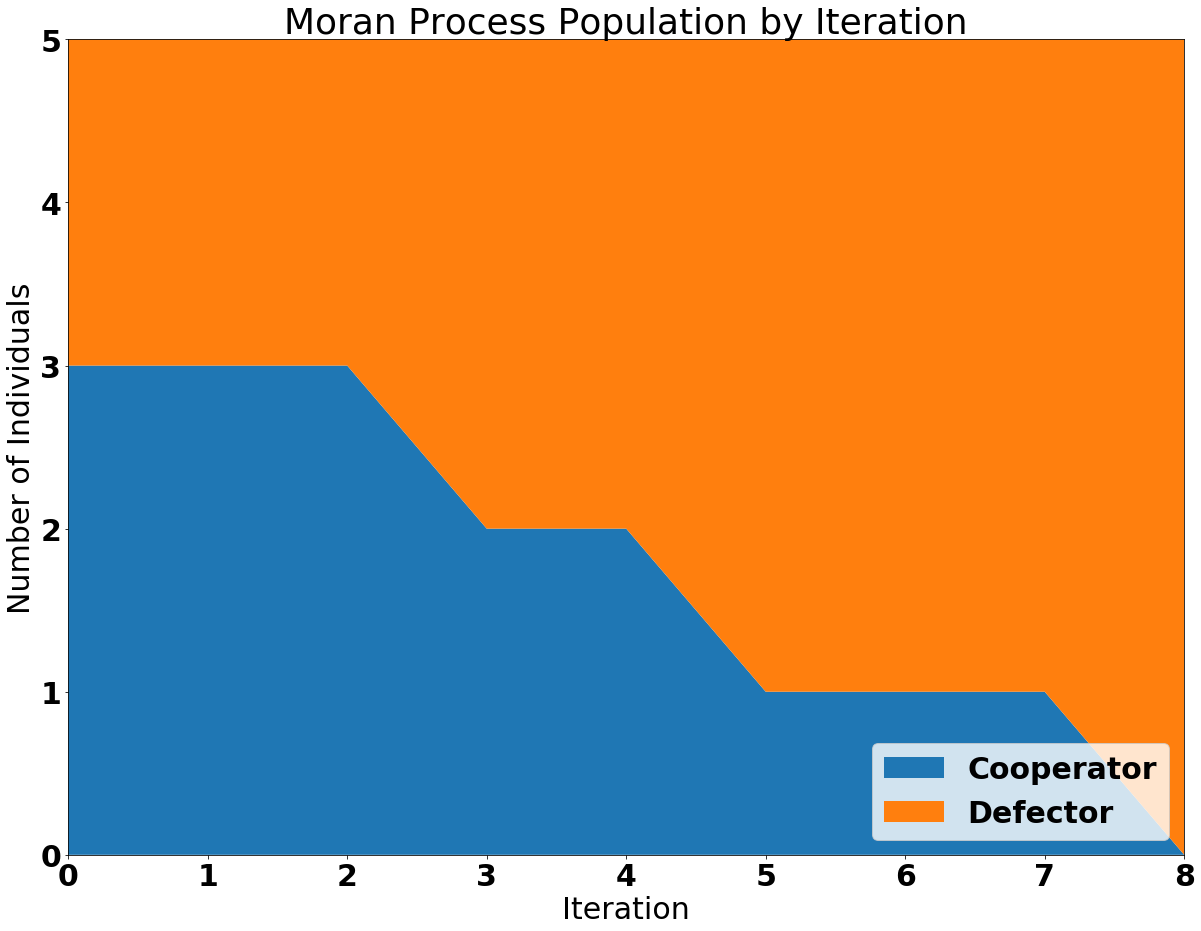 Moran Process Population by Iteration
Number of Individuals
5
4
3
2
1
0
0 1 2 3 4 5 6 7 8
Iteration
Cooperator
Defector